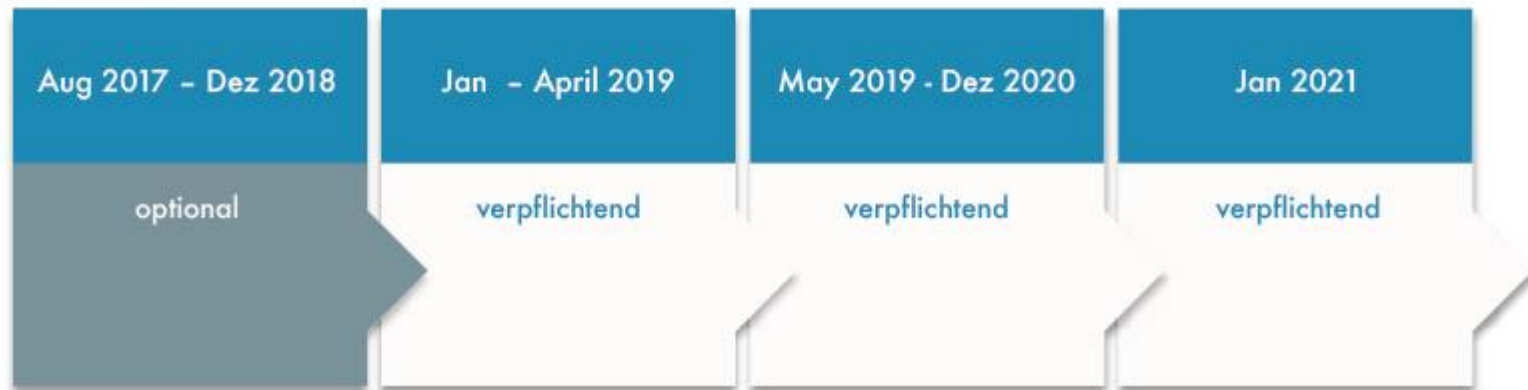 Aug 2017 – Dez 2018
Jan – April 2019
May 2019 - Dez 2020
Jan 2021
optional
verpflichtend
verpflichtend
verpflichtend